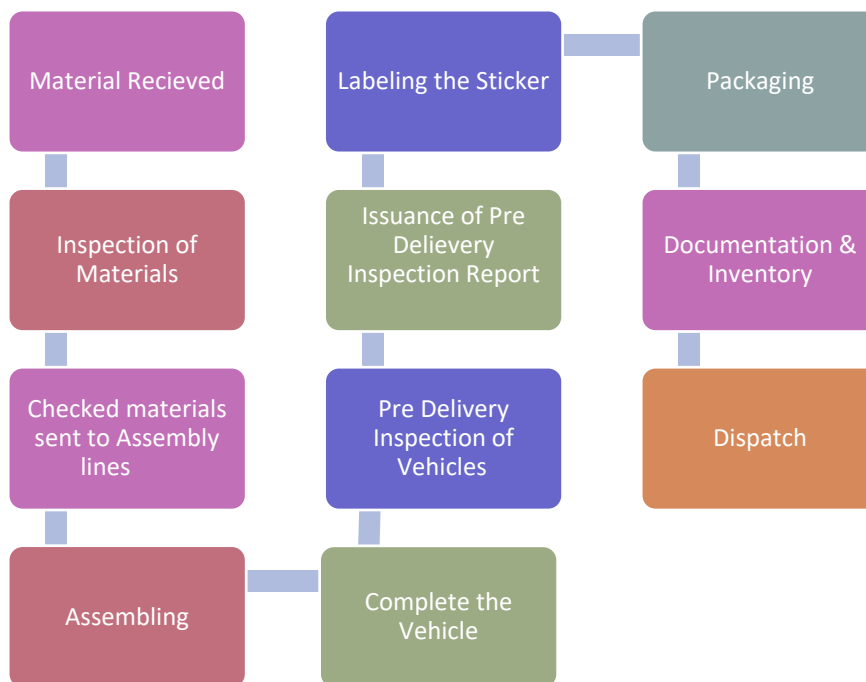 Material Recieved
Inspection of
Materials
Checked materials
sent to Assembly
lines
Assembling
Complete the
Vehicle
Pre Delivery
Inspection of
Vehicles
Issuance of Pre
Delievery
Inspection Report
Labeling the Sticker
Packaging
Documentation &
Inventory
Dispatch